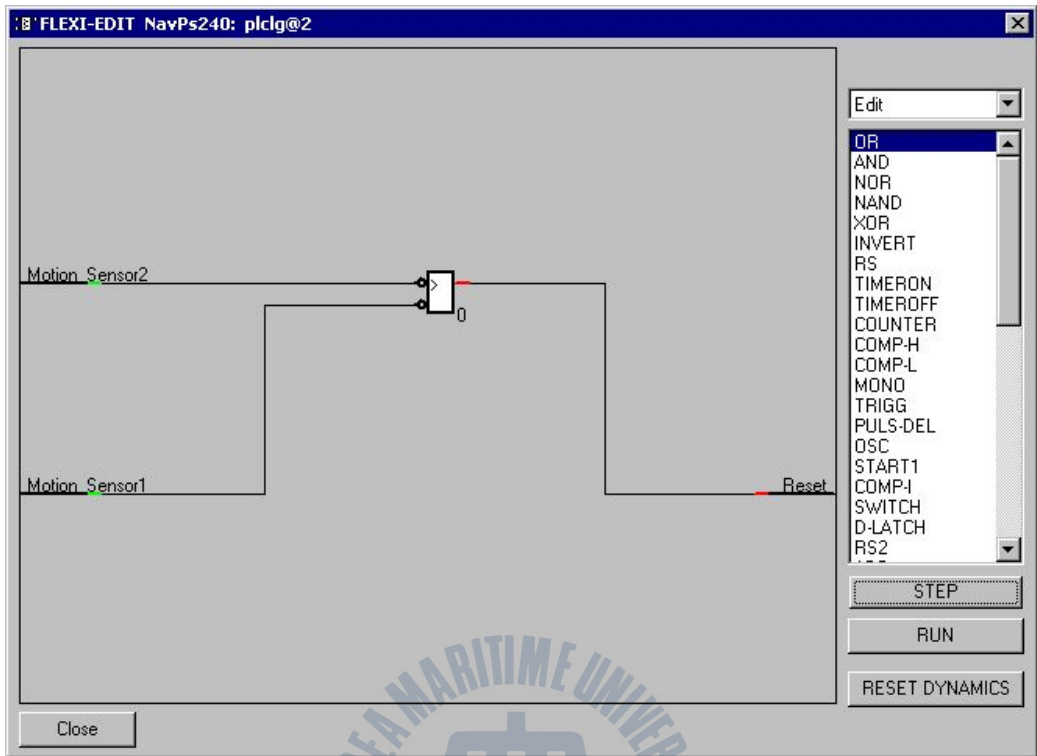 FLEXI-EDIT NavPs240: plclg@2
Edit
OR
AND
NOR
NAND
XOR
INVERT
RS
TIMERON
TIMEROFF
COUNTER
COMP-H
COMP-L
MONO
TRIGG
PULS-DEL
OSC
START1
COMP-I
SWITCH
D-LATCH
RS2
Motion_Sensor2
>
0
Motion_Sensor1
Reset
STEP
RUN
RESET DYNAMICS
Close
MARITIME